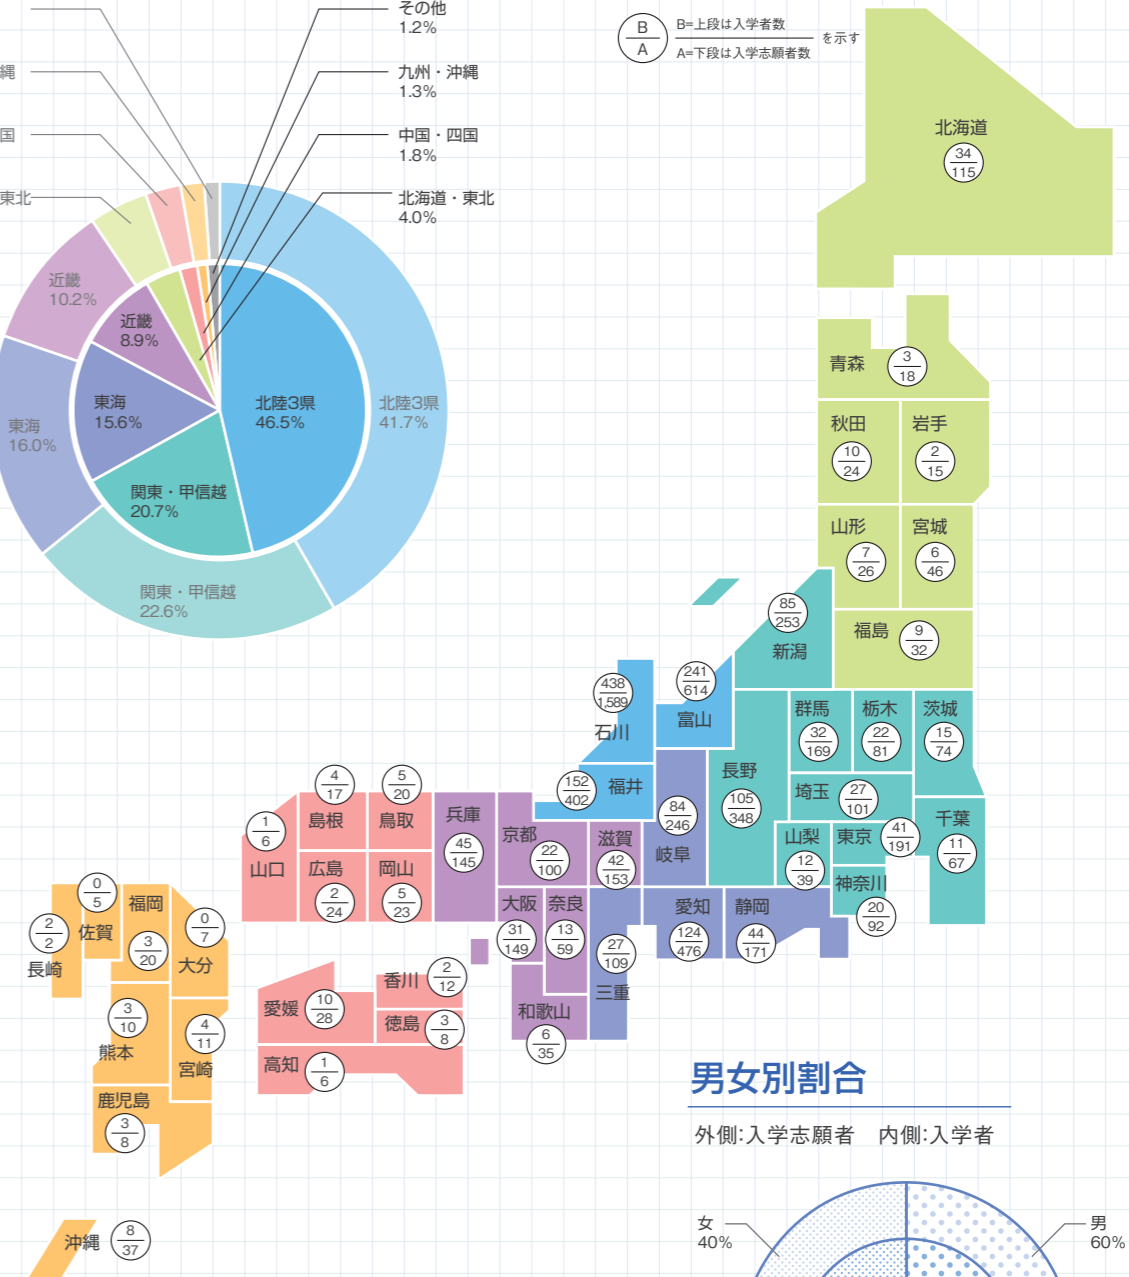 その他
1.2%
縄
九州・沖縄
1.3%
国
中国・四国
1.8%
東北
北海道・東北
4.0%
近畿
10.2%
近畿
8.9%
東海
16.0%
東海
15.6%
北陸3県
46.5%
北陸3県
41.7%
関東・甲信越
20.7%
関東・甲信越
22.6%
B
A
B=上段は入学者数
A=下段は入学志願者数
を示す
北海道
34
115
青森
3
18
秋田
10
24
岩手
2
15
山形
7
26
宮城
6
46
福島
9
32
85
253
新潟
438
1,589
石川
241
614
富山
152
402
福井
群馬
32
169
栃木
22
81
茨城
15
74
長野
105
348
埼玉
27
101
山梨
12
39
東京
41
191
千葉
11
67
神奈川
20
92
84
246
岐阜
愛知
124
476
静岡
44
171
27
109
三重
滋賀
42
153
京都
22
100
兵庫
45
145
大阪
31
149
奈良
13
59
和歌山
6
35
4
17
島根
5
20
鳥取
1
6
山口
広島
2
24
岡山
5
23
香川
2
12
愛媛
10
28
徳島
3
8
高知
1
6
0
5
佐賀
福岡
3
20
0
7
大分
2
2
長崎
3
10
熊本
4
11
宮崎
鹿児島
3
8
沖縄
8
37
男女別割合
外側:入学志願者 内側:入学者
女
40%
男
60%